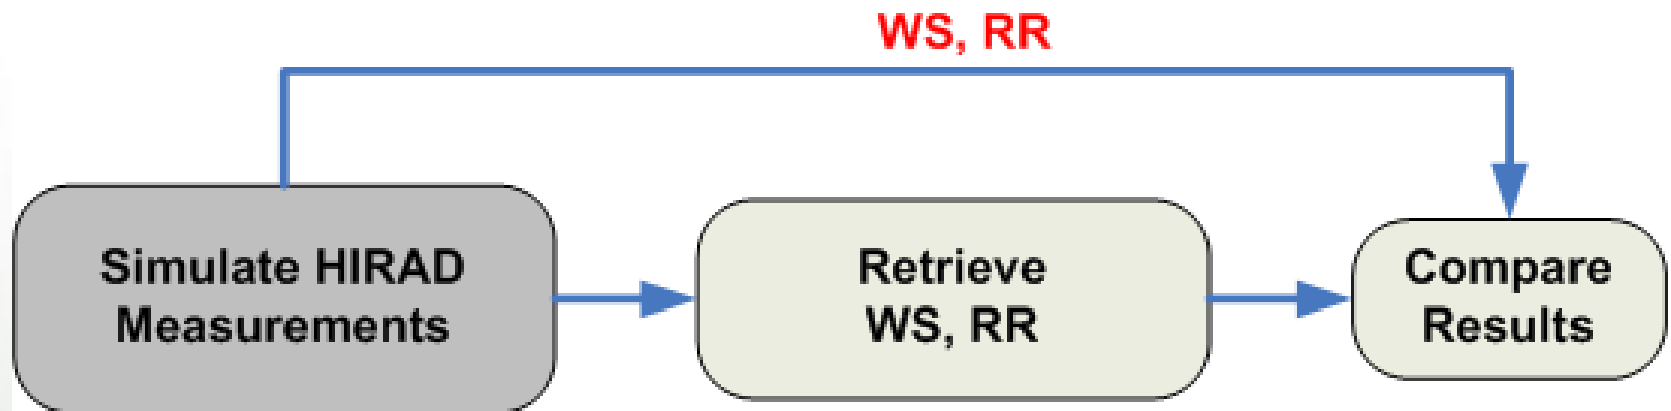 WS, RR
Simulate HIRAD
Measurements
Retrieve
WS, RR
Compare
Results